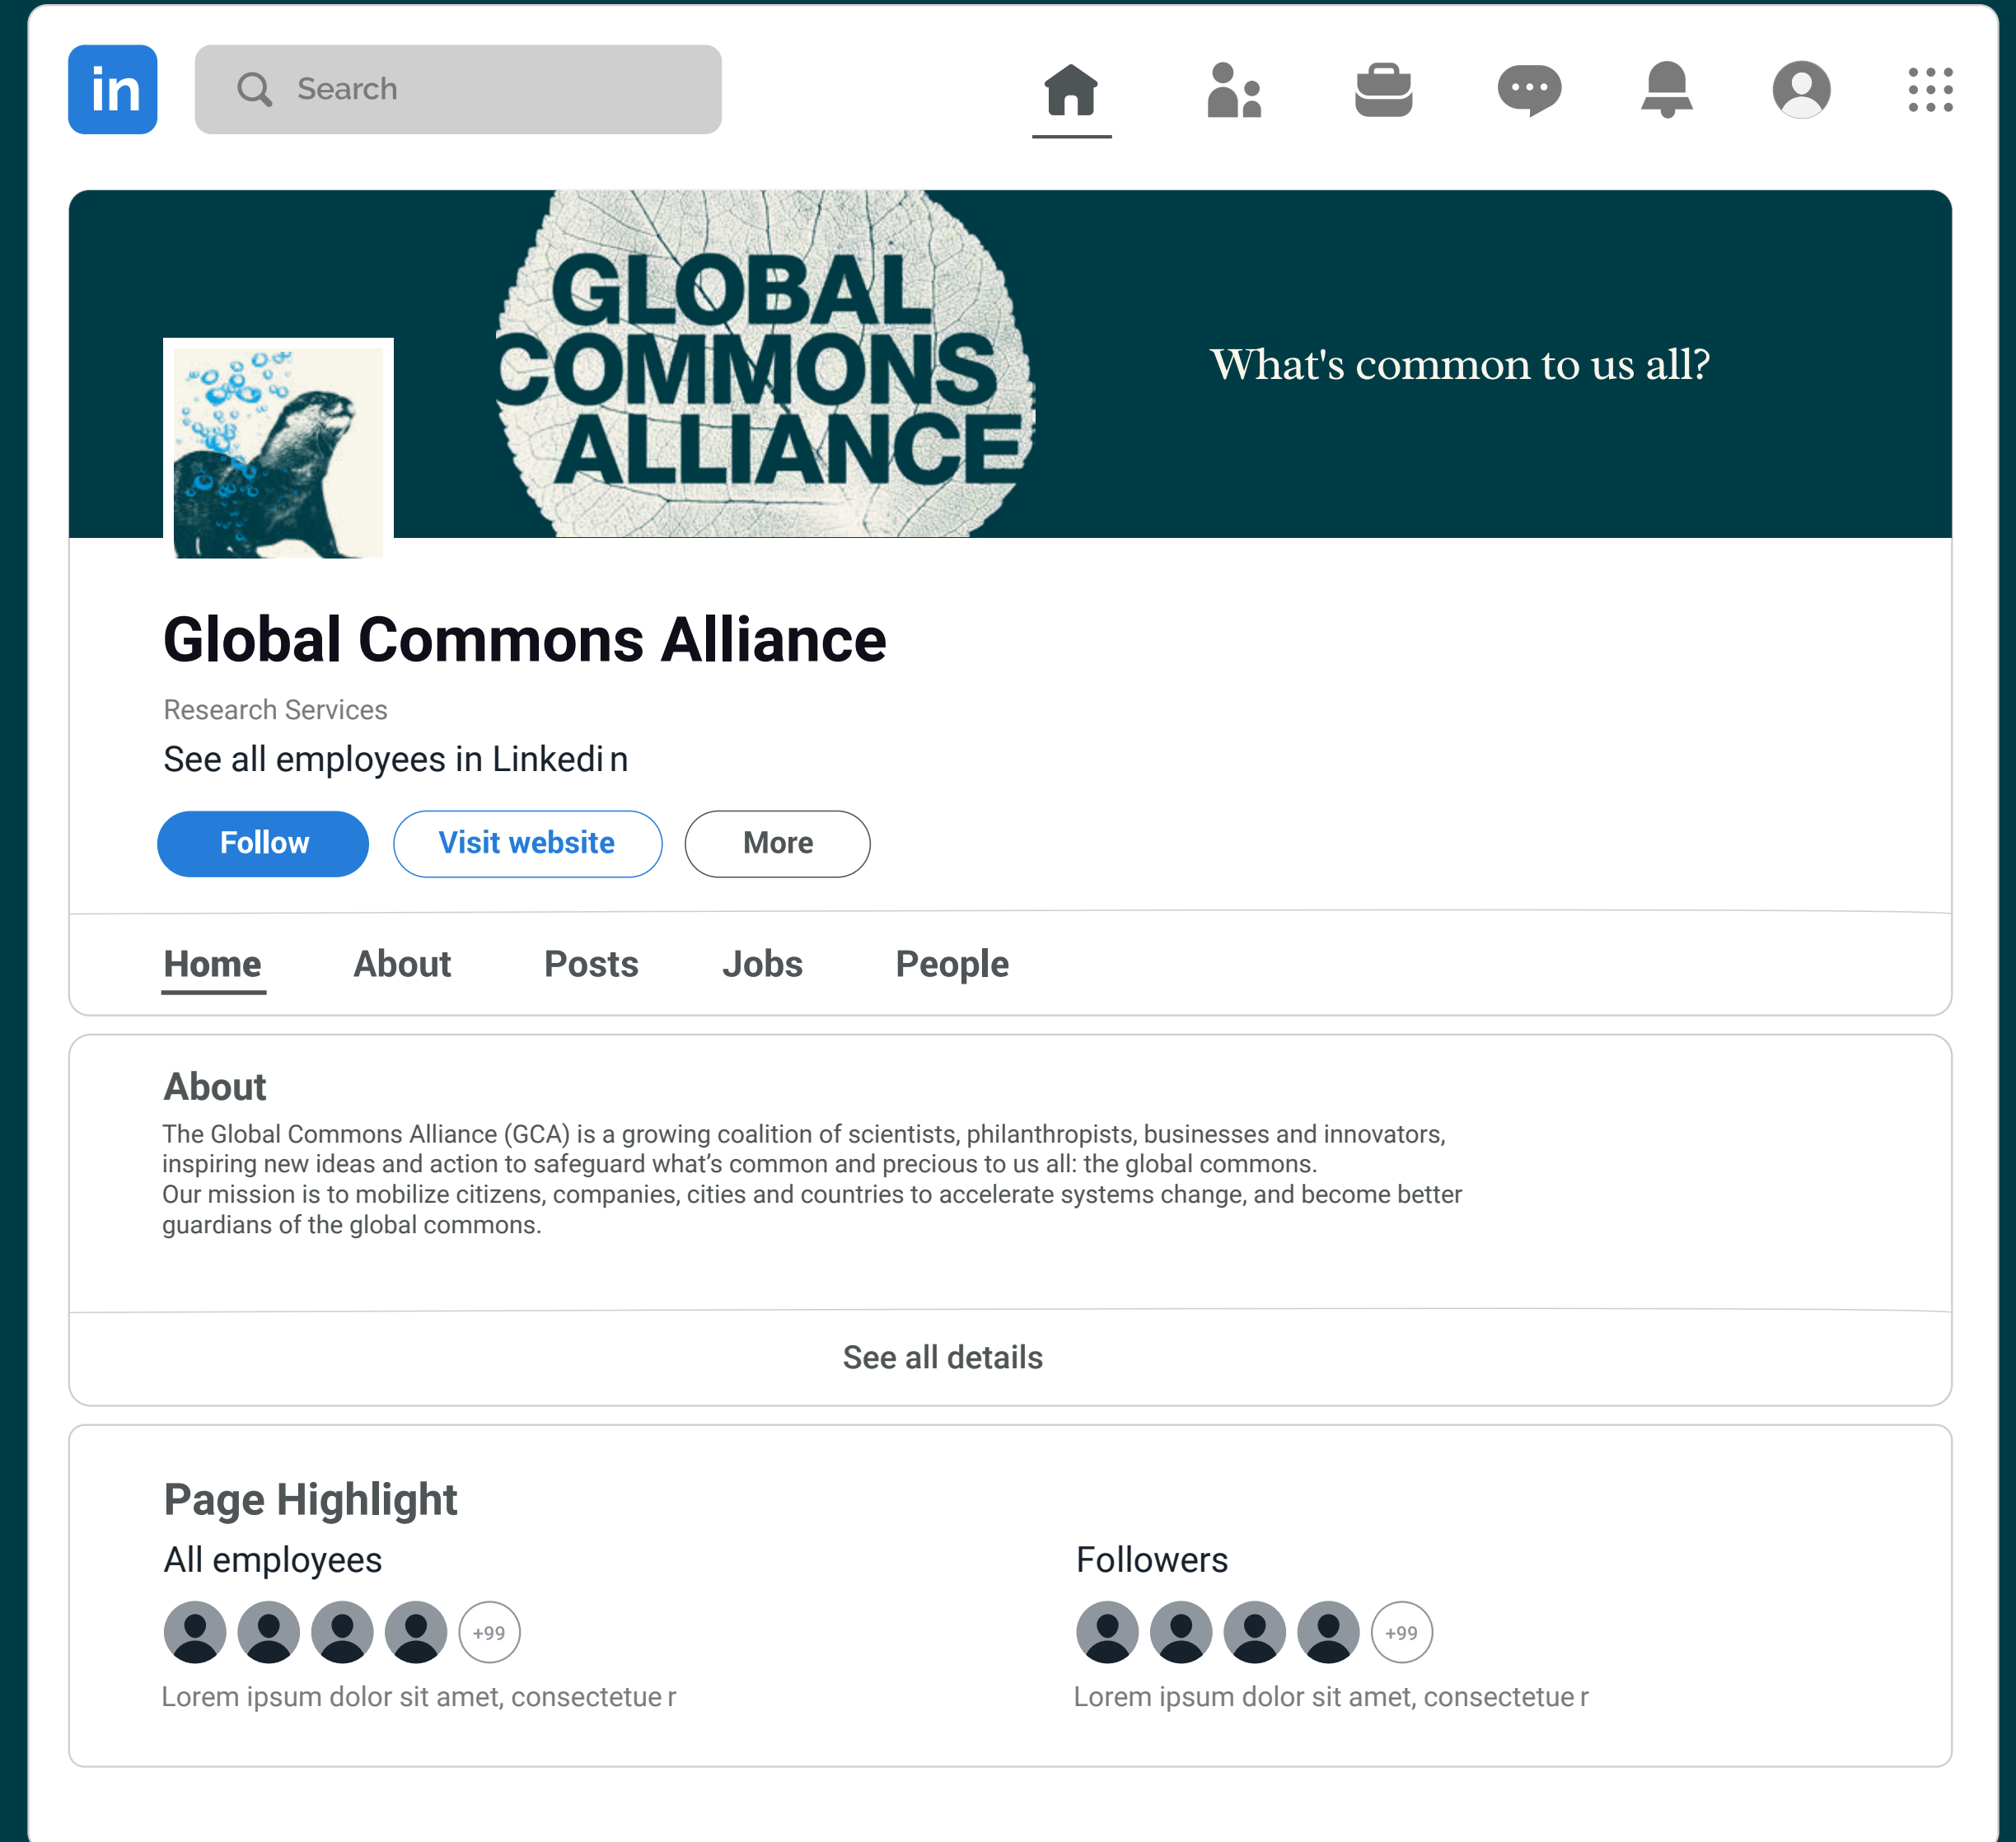 in
Search
GLOBAL
COMMONS
ALLIANCE
What's common to us all?
Global Commons Alliance
Research Services
See all employees in Linkedin
Follow
Visit website
More
Home
About
Posts
Jobs
People
About
The Global Commons Alliance (GCA) is a growing coalition of scientists, philanthropists, businesses and innovators,
inspiring new ideas and action to safeguard what’s common and precious to us all: the global commons.
Our mission is to mobilize citizens, companies, cities and countries to accelerate systems change, and become better
guardians of the global commons.
See all details
Page Highlight
All employees
+99
Lorem ipsum dolor sit amet, consectetuer
Followers
+99
Lorem ipsum dolor sit amet, consectetuer